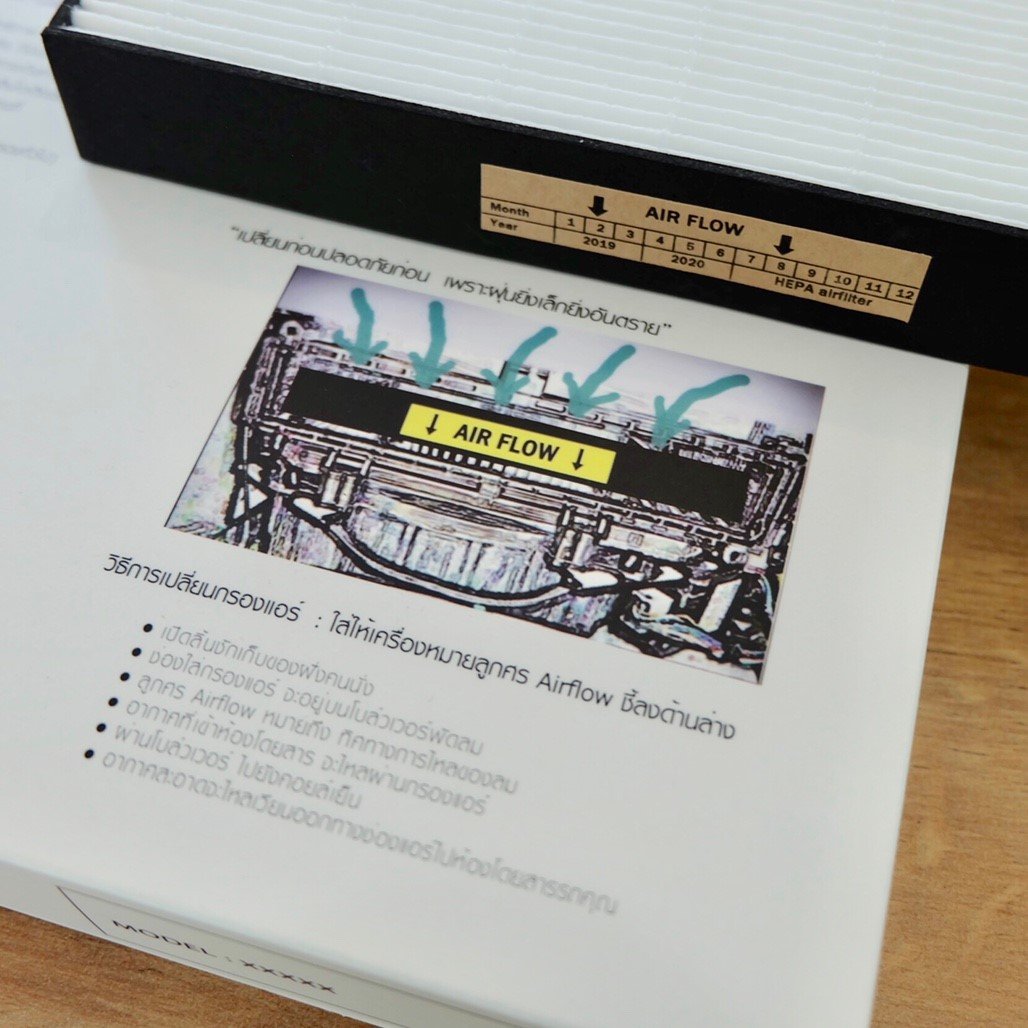 AIR FLOW
Month 1 2 3 4 5 6 7 8 9 10 11 12
Year 2019 2020 HEPA airfilter
"เปลี่ยนก่อนปลอดภัยก่อน เพราะฝุ่นยิ่งเล็กยิ่งอันตราย"
↓ AIR FLOW ↓
วิธีการเปลี่ยนกรองแอร์ : ใส่ให้เครื่องหมายลูกศร Airflow ชี้ลงด้านล่าง
• เปิดลิ้นชักเก็บของฝั่งคนนั่ง
• ช่องใส่กรองแอร์ จะอยู่บนโบล์วเวอร์พัดลม
• ลูกศร Airflow หมายถึง ทิศทางการไหลของลม
• อากาศที่เข้าห้องโดยสาร จะไหลผ่านกรองแอร์
• ผ่านโบล์วเวอร์ ไปยังคอยล์เย็น
• อากาศสะอาดจะไหลเวียนออกทางช่องแอร์ไปห้องโดยสารรถคุณ
MODEL : XXXXX